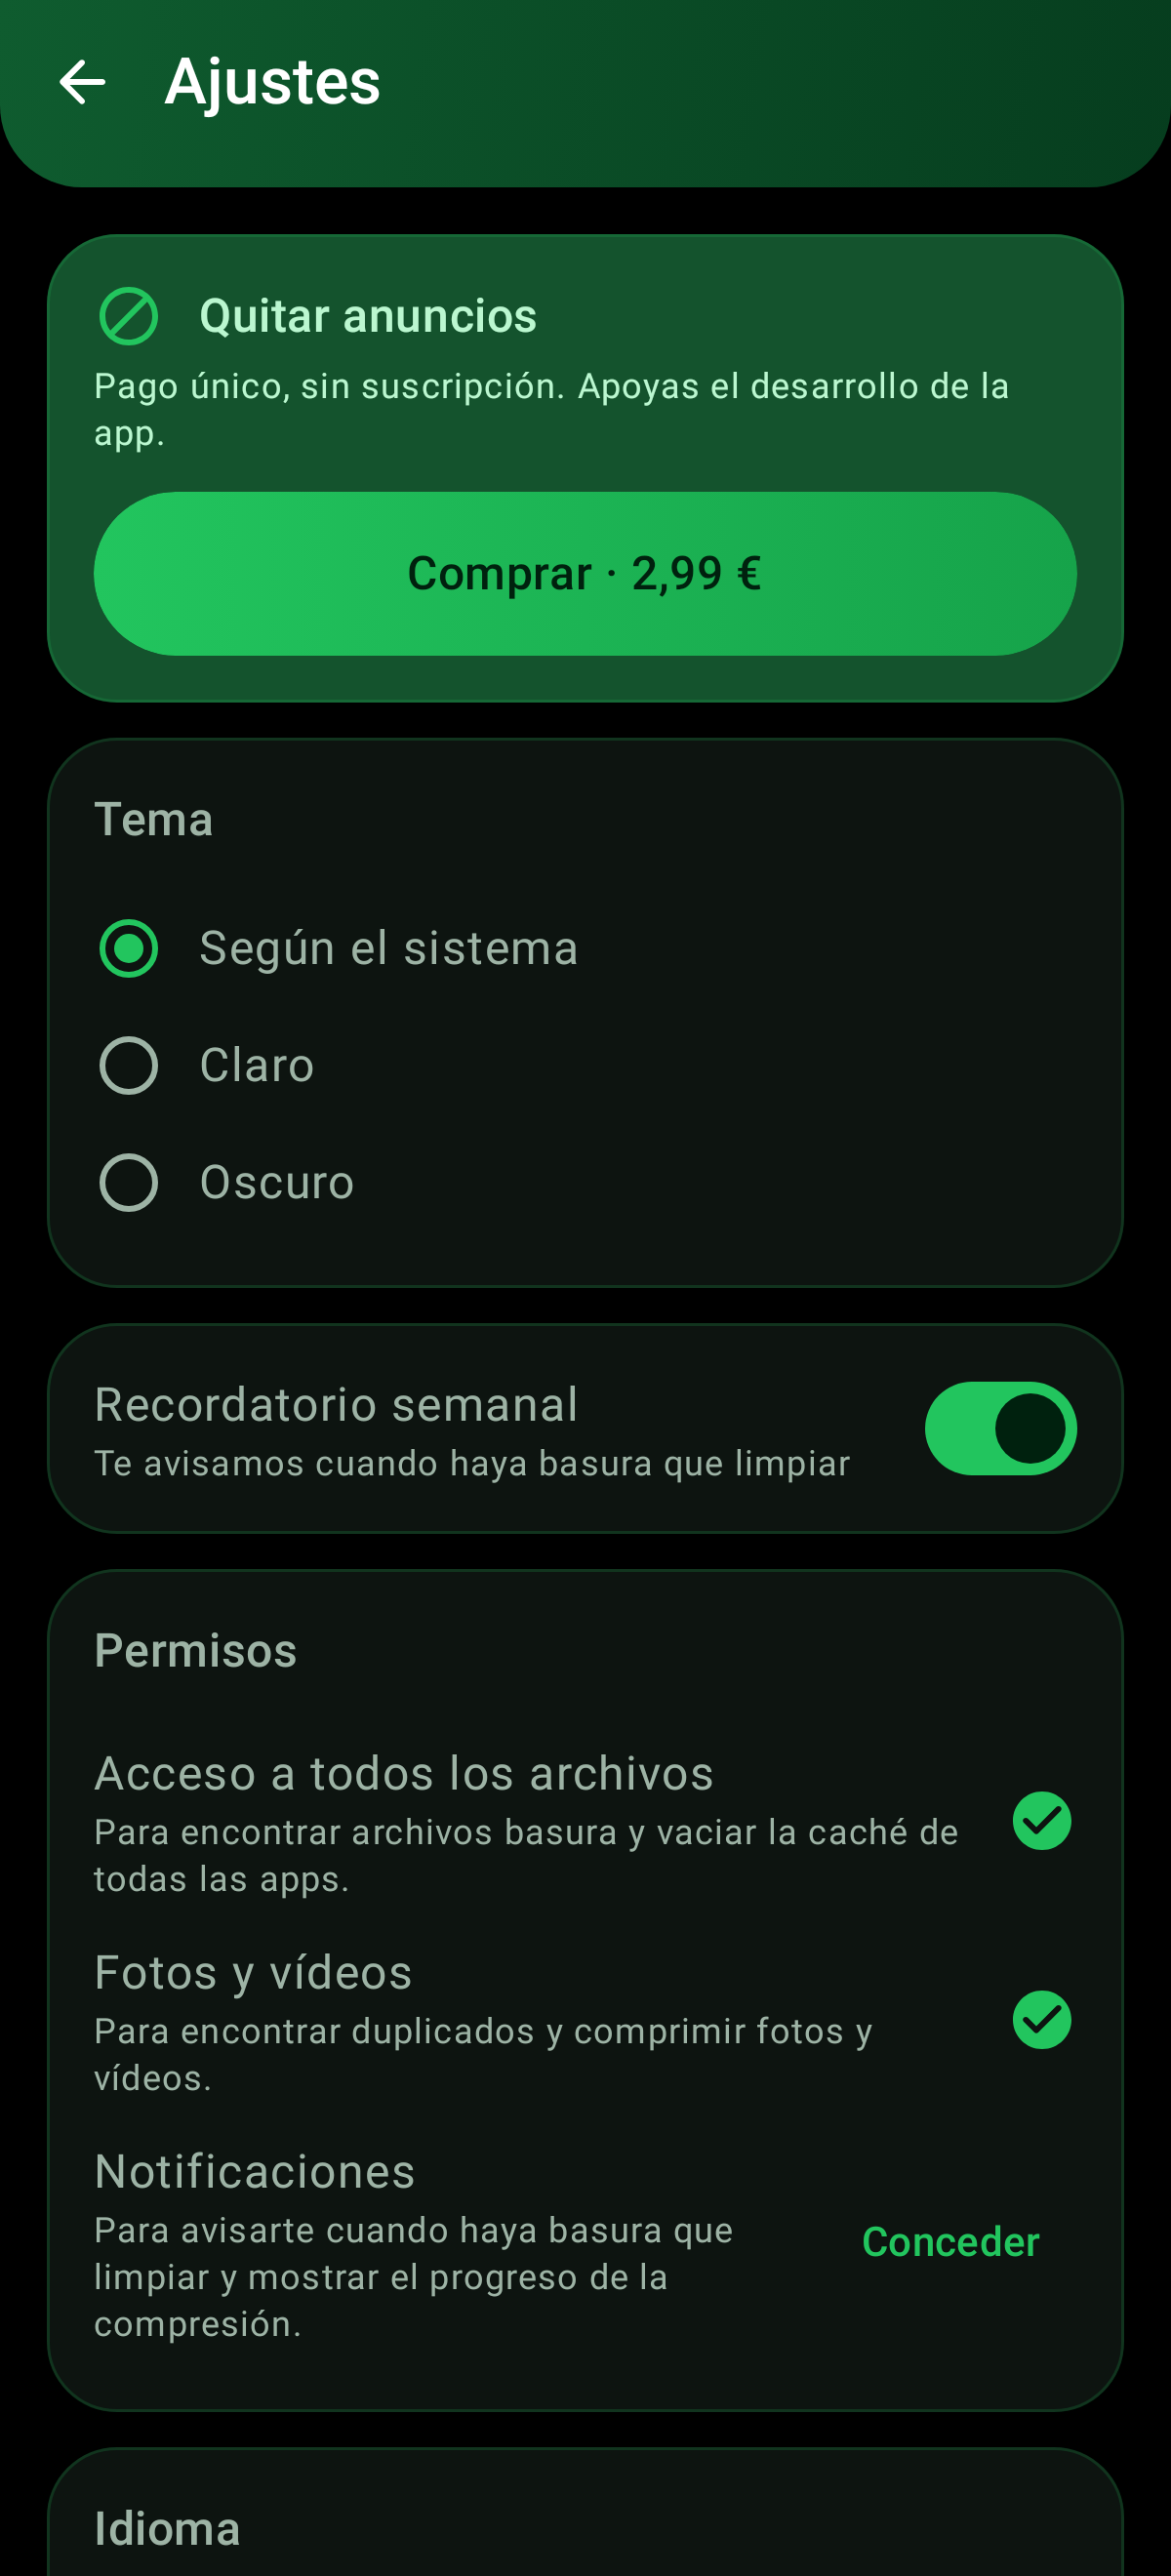 Ajustes
Quitar anuncios
Pago único, sin suscripción. Apoyas el desarrollo de la
app.
Comprar · 2,99 €
Tema
Según el sistema
Claro
Oscuro
Recordatorio semanal
Te avisamos cuando haya basura que limpiar
Permisos
Acceso a todos los archivos
Para encontrar archivos basura y vaciar la caché de
todas las apps.
Fotos y vídeos
Para encontrar duplicados y comprimir fotos y
vídeos.
Notificaciones
Para avisarte cuando haya basura que
limpiar y mostrar el progreso de la
compresión.
Conceder
Idioma